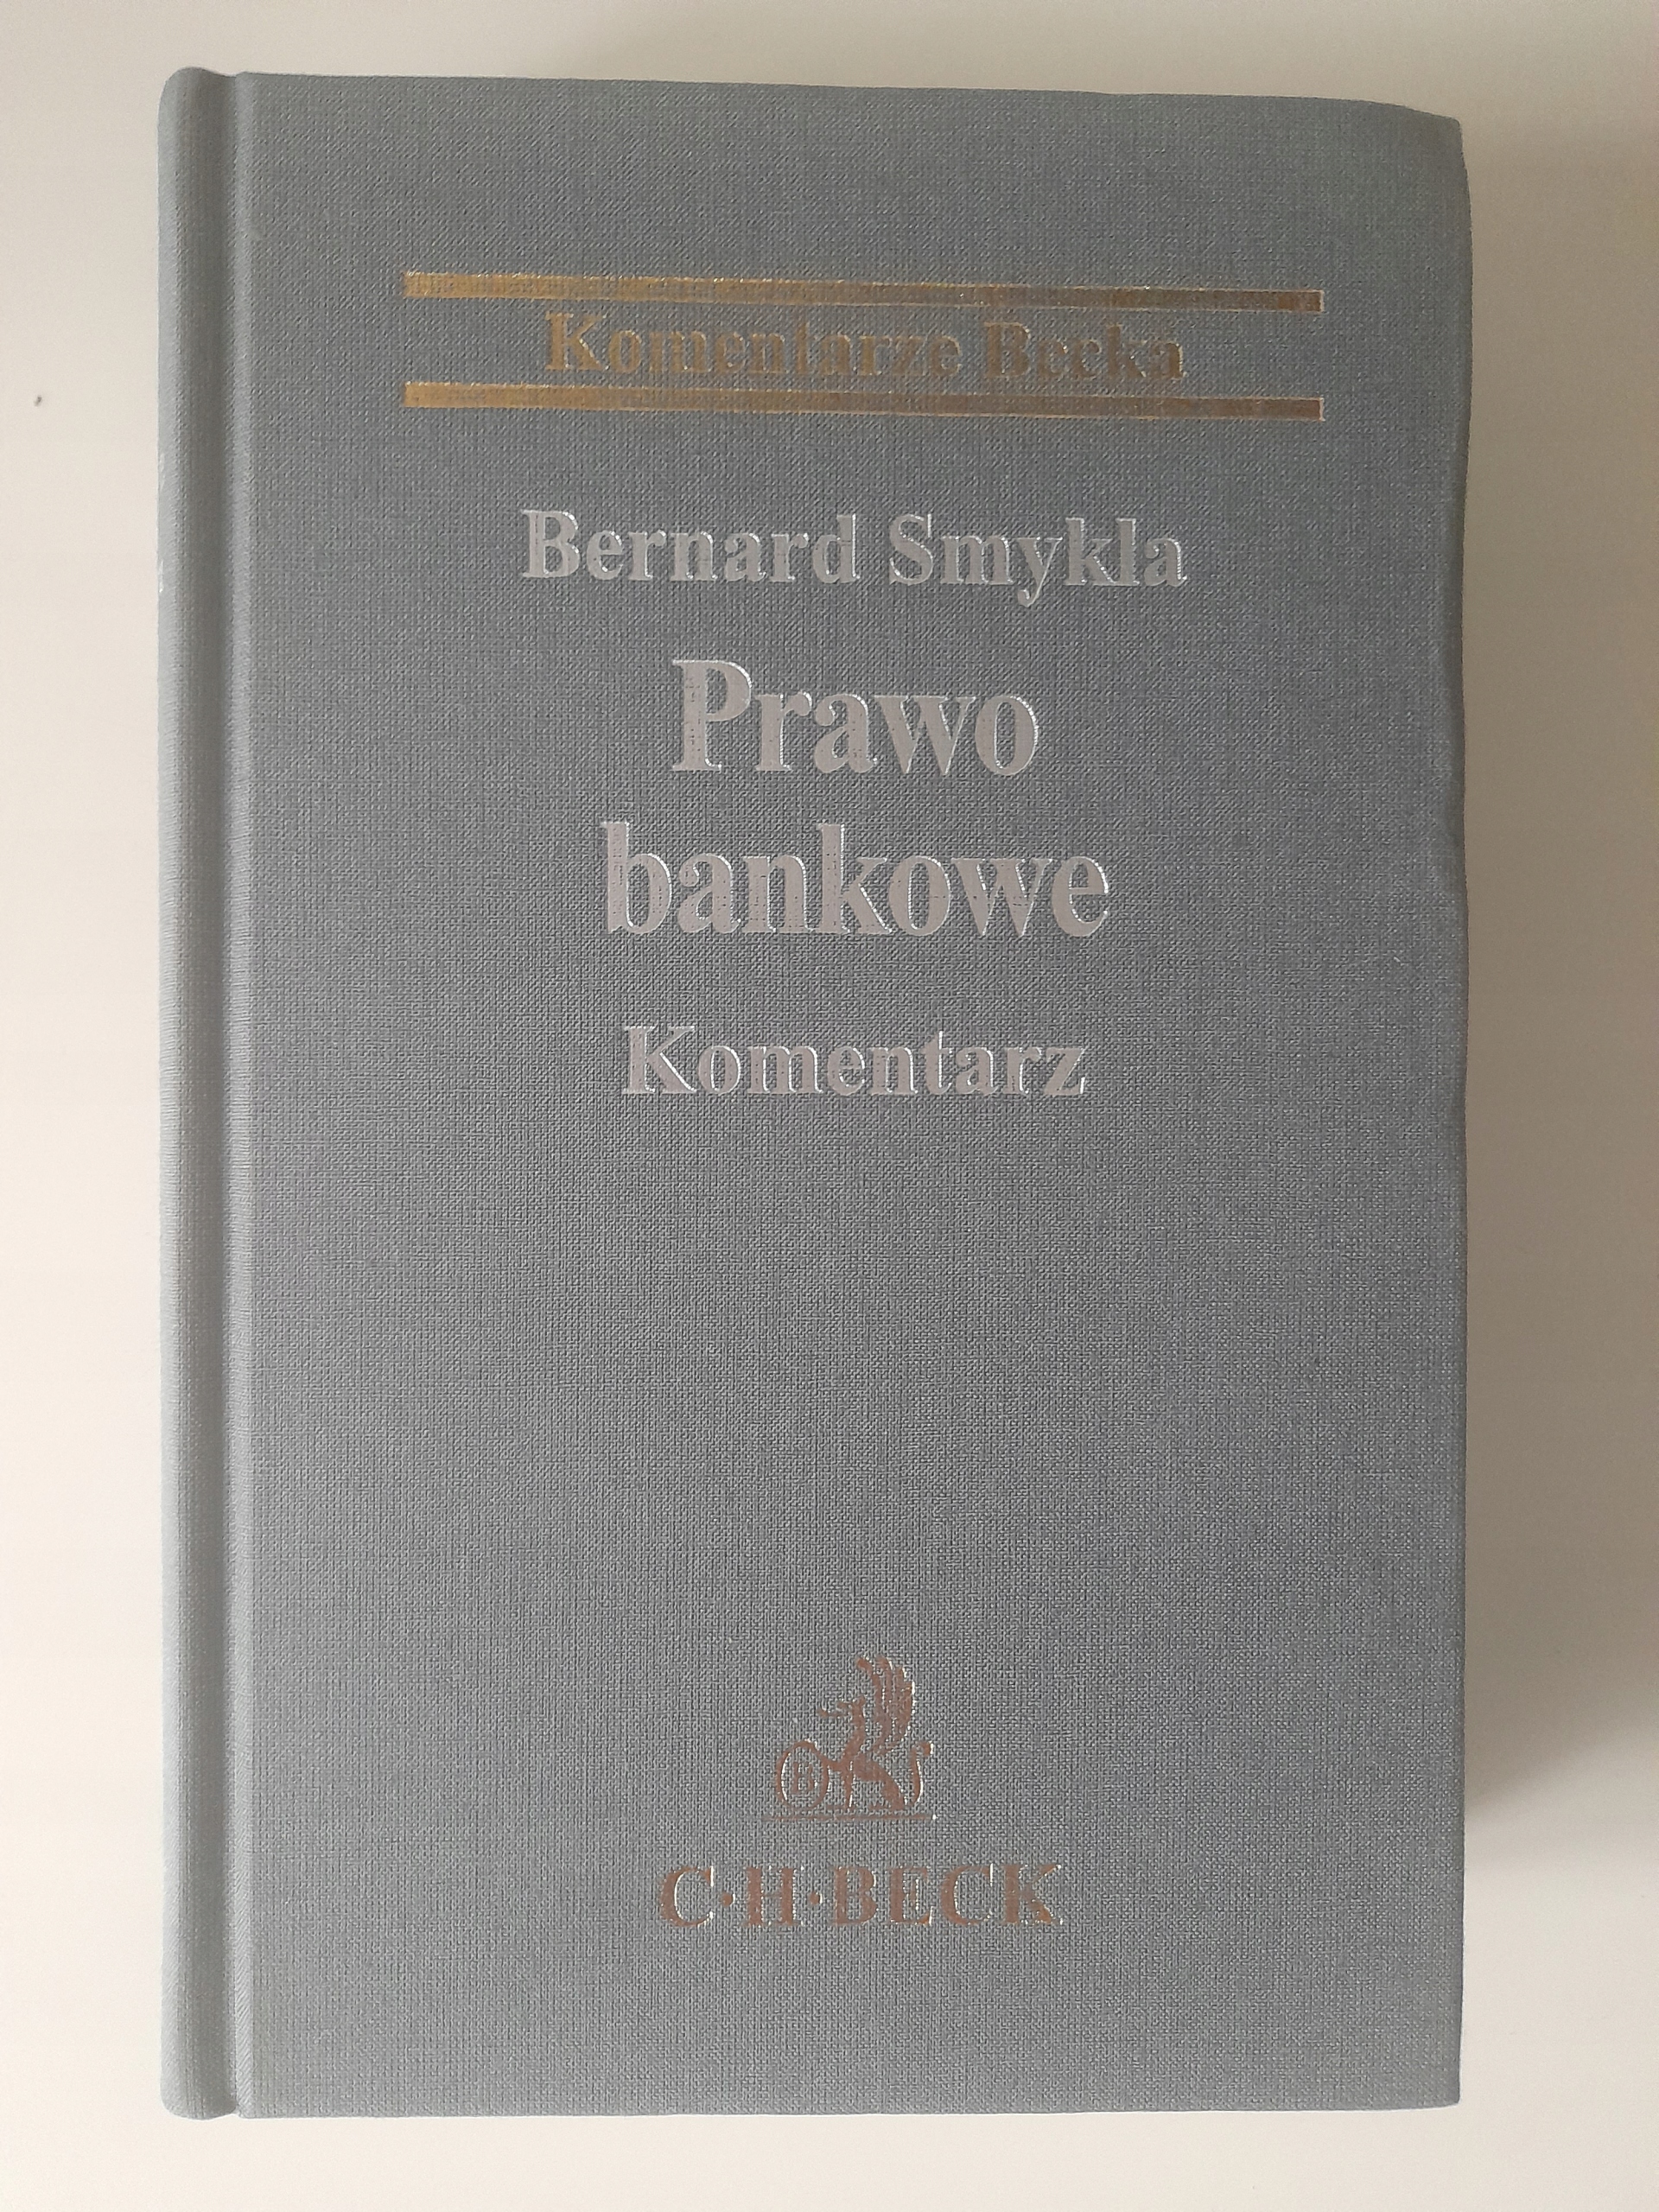 Komentarze Becka
Bernard Smykla
Prawo
bankowe
Komentarz
B
C·H·BECK